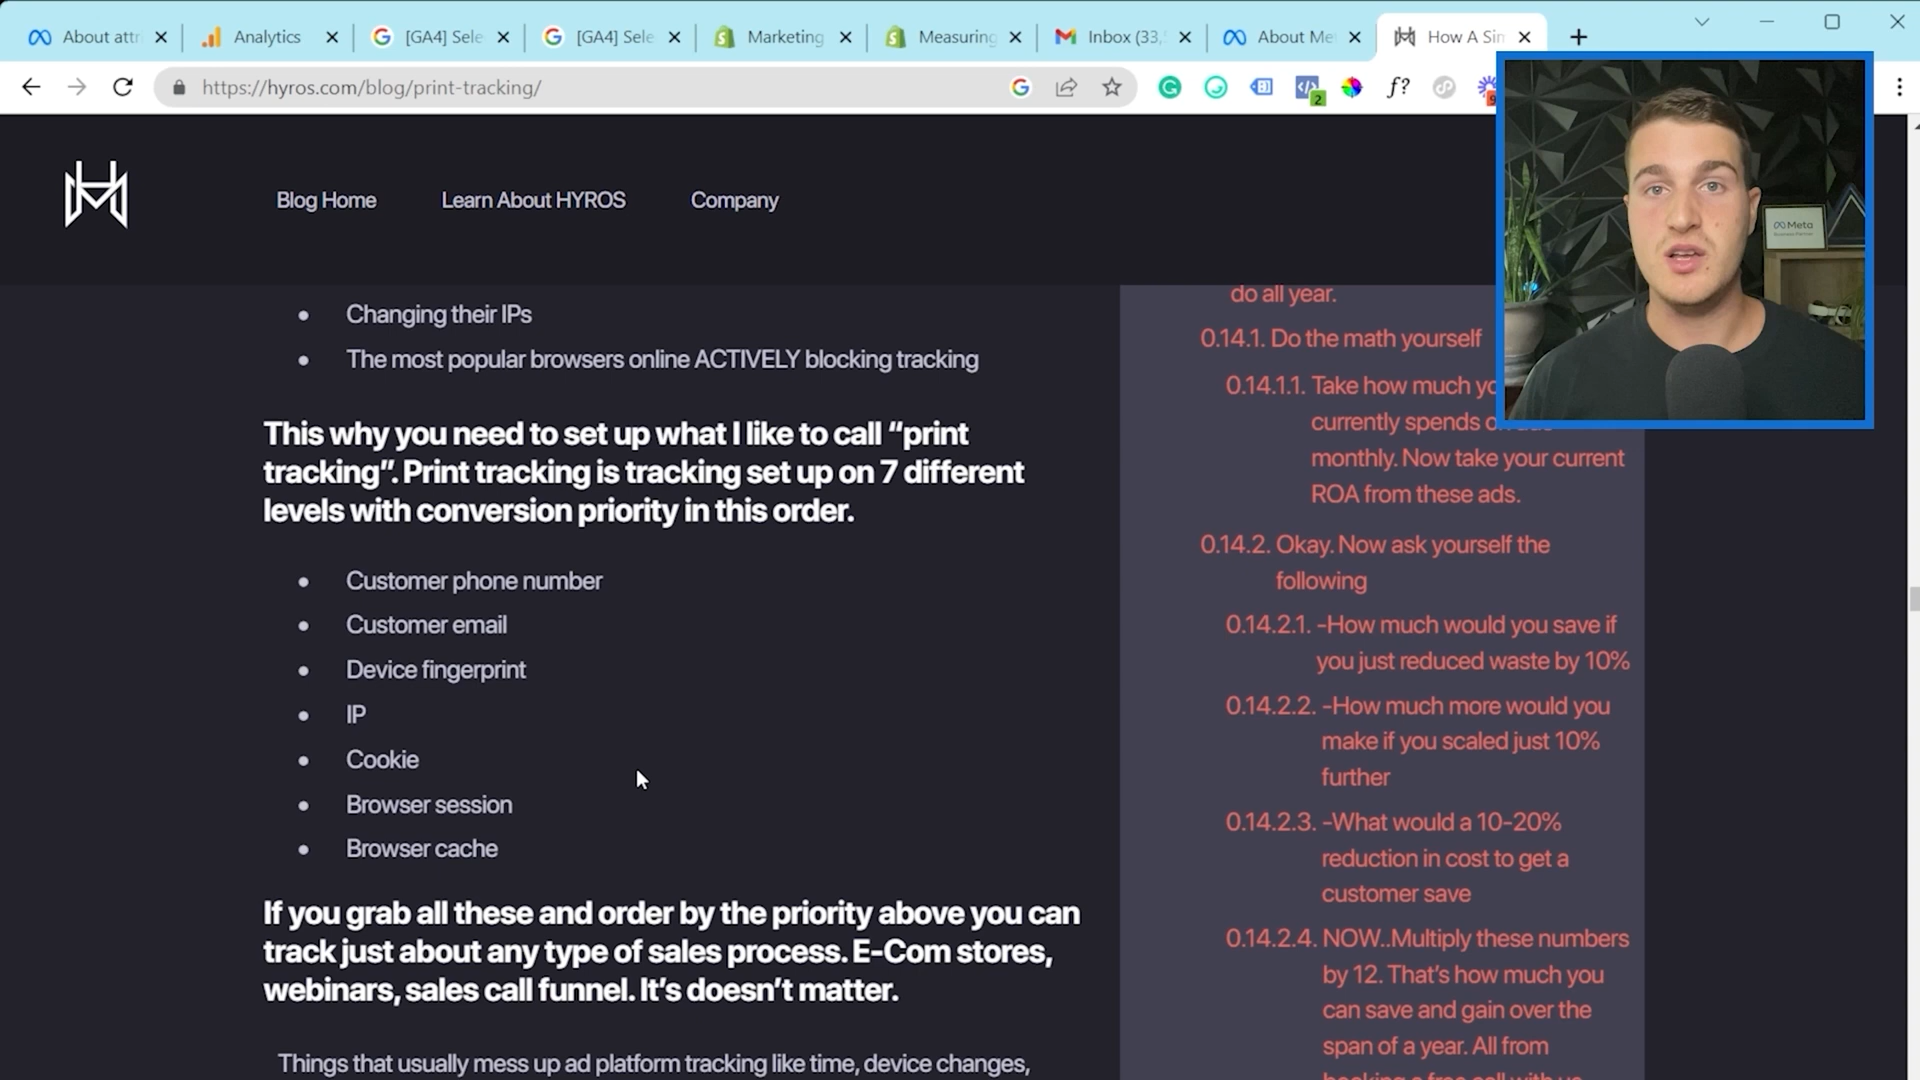 About attr
Analytics
[GA4] Sele
[GA4] Sele
Marketing
Measuring
Inbox (33,
About Me
How A Sim
https://hyros.com/blog/print-tracking/
f?
2
9
Blog Home
Learn About HYROS
Company
Meta
Changing their IPs
The most popular browsers online ACTIVELY blocking tracking
This why you need to set up what I like to call “print
tracking”. Print tracking is tracking set up on 7 different
levels with conversion priority in this order.
Customer phone number
Customer email
Device fingerprint
IP
Cookie
Browser session
Browser cache
If you grab all these and order by the priority above you can
track just about any type of sales process. E-Com stores,
webinars, sales call funnel. It’s doesn’t matter.
Things that usually mess up ad platform tracking like time, device changes,
do all year.
0.14.1. Do the math yourself
0.14.1.1. Take how much yo
currently spends on ads
monthly. Now take your current
ROA from these ads.
0.14.2. Okay. Now ask yourself the
following
0.14.2.1. -How much would you save if
you just reduced waste by 10%
0.14.2.2. -How much more would you
make if you scaled just 10%
further
0.14.2.3. -What would a 10-20%
reduction in cost to get a
customer save
0.14.2.4. NOW..Multiply these numbers
by 12. That’s how much you
can save and gain over the
span of a year. All from
booking a free call with us